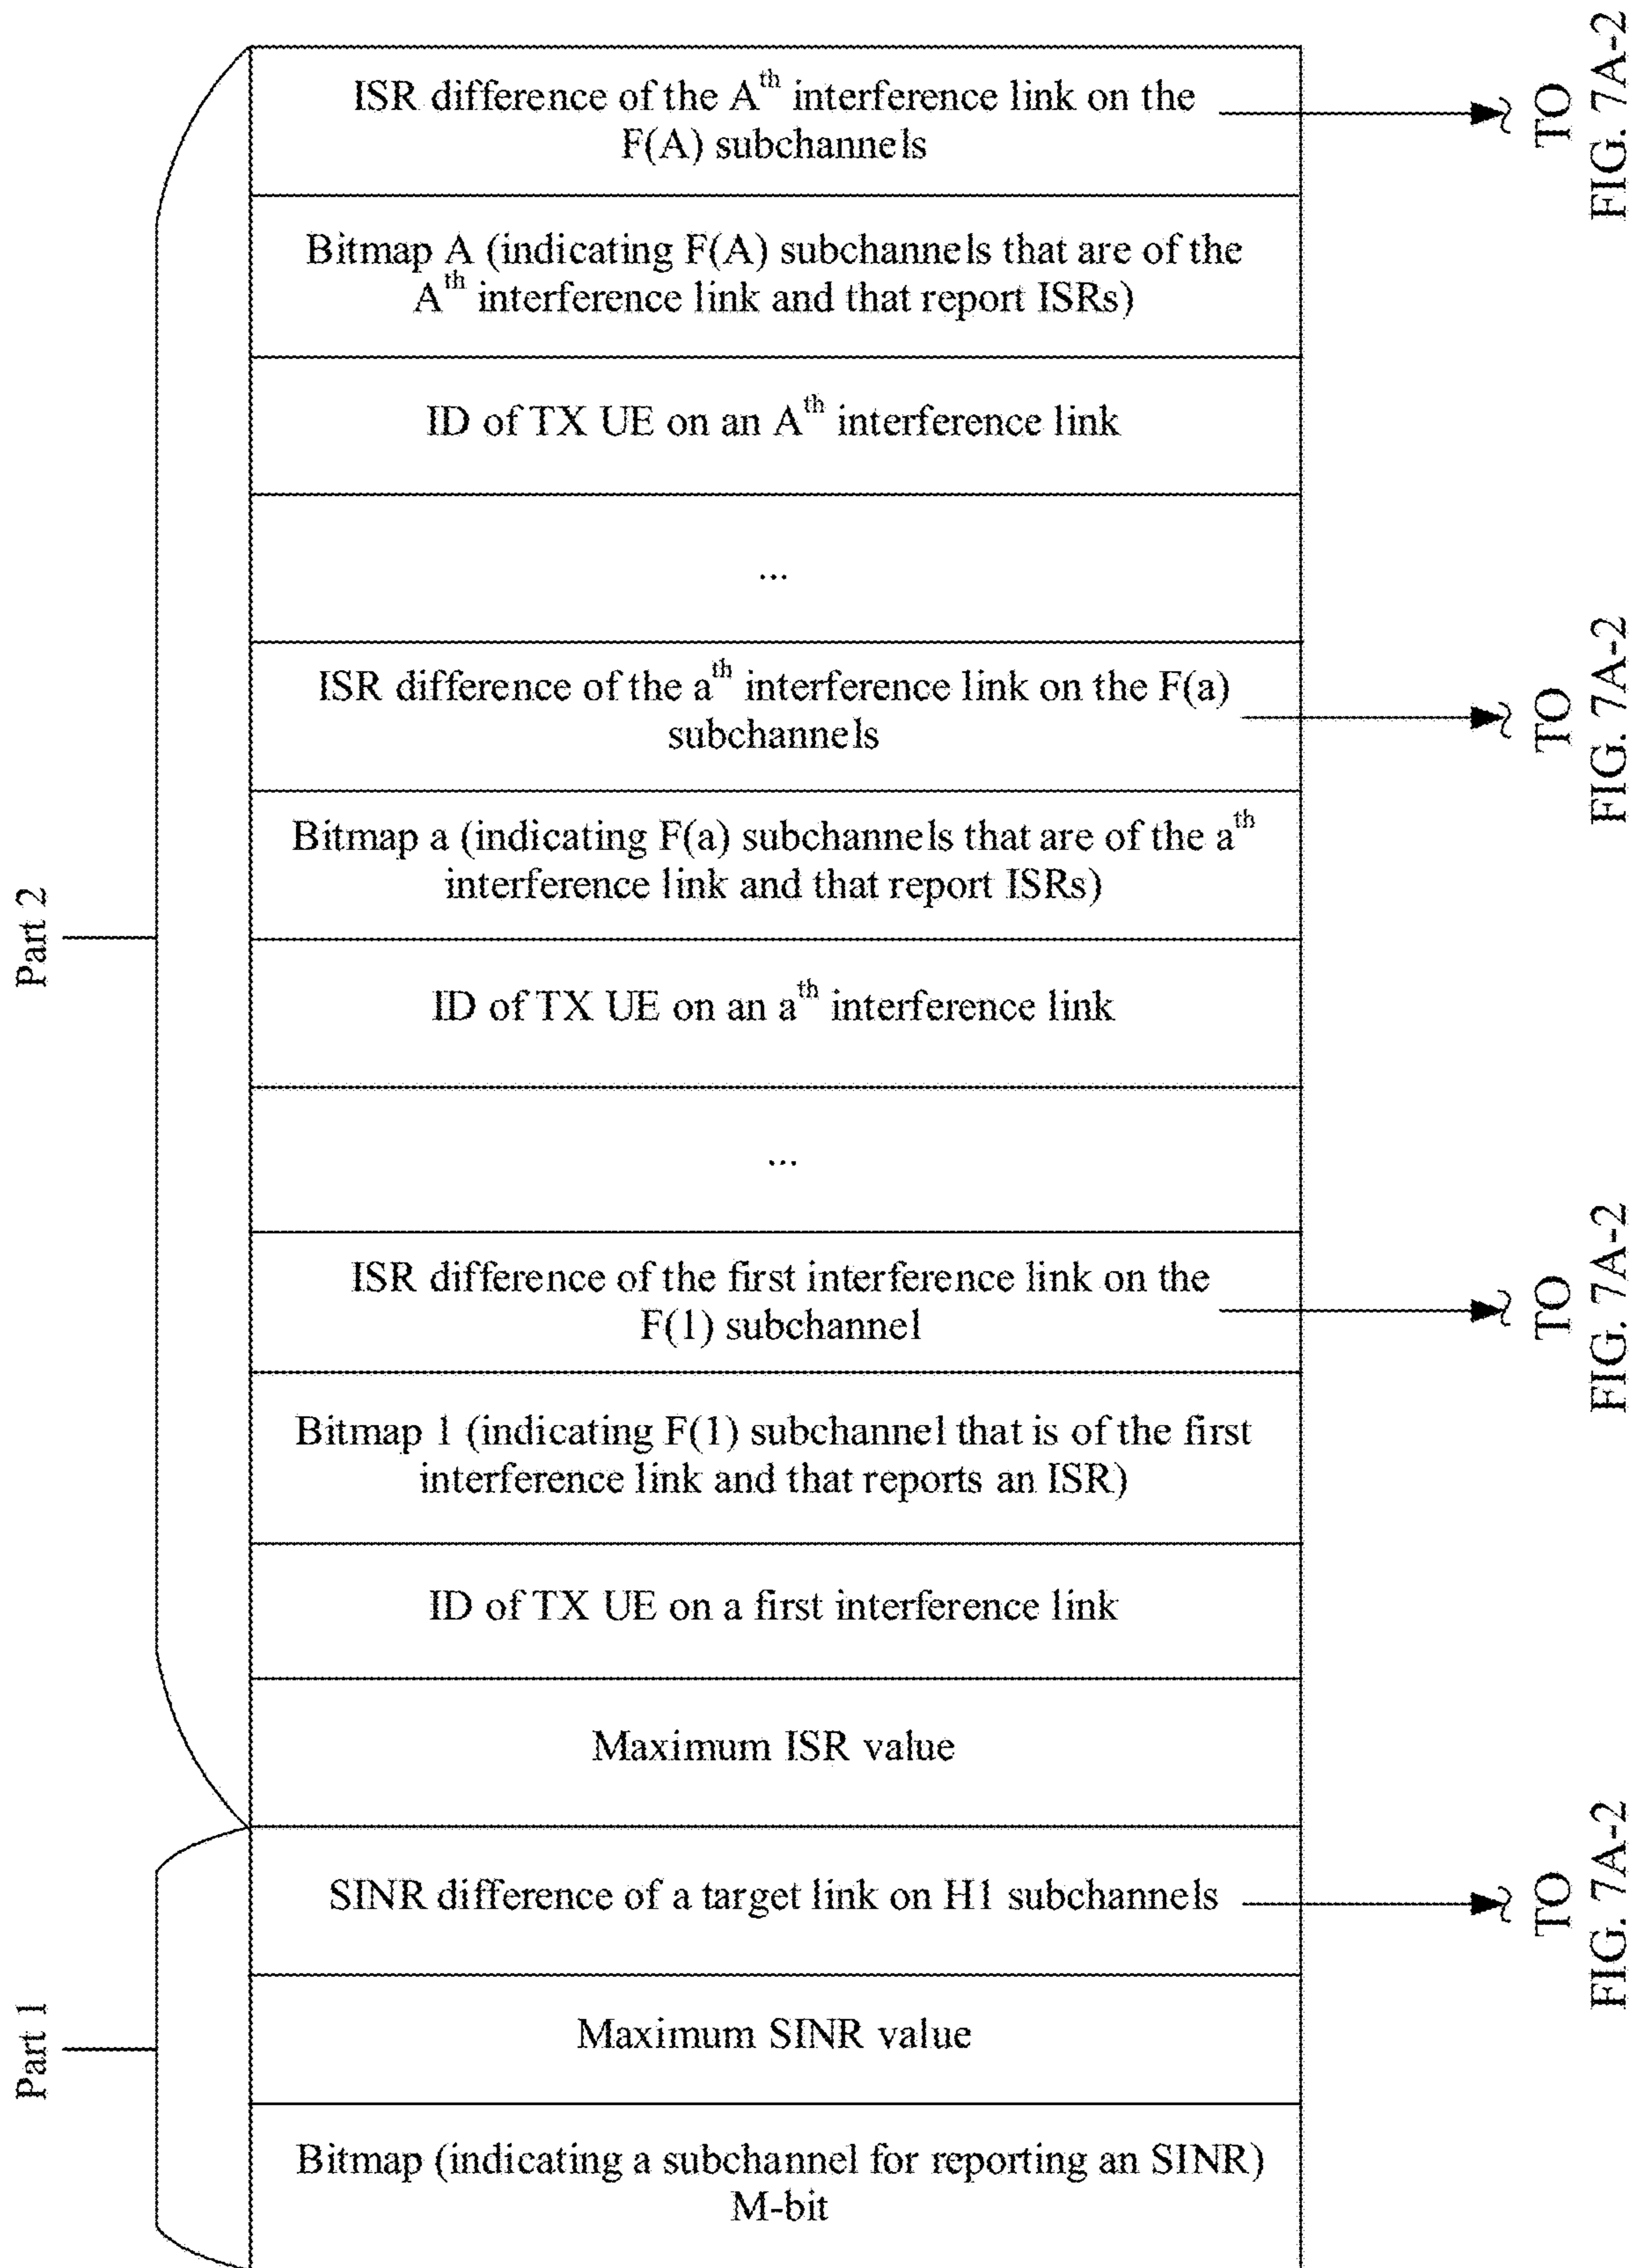 ISR difference of the Ath interference link on the
F(A) subchannels
TO
FIG. 7A-2
Bitmap A (indicating F(A) subchannels that are of the
Ath interference link and that report ISRs)
ID of TX UE on an Ath interference link
...
ISR difference of the ath interference link on the F(a)
subchannels
TO
FIG. 7A-2
Bitmap a (indicating F(a) subchannels that are of the ath
interference link and that report ISRs)
Part 2
ID of TX UE on an ath interference link
...
ISR difference of the first interference link on the
F(1) subchannel
TO
FIG. 7A-2
Bitmap 1 (indicating F(1) subchannel that is of the first
interference link and that reports an ISR)
ID of TX UE on a first interference link
Maximum ISR value
SINR difference of a target link on H1 subchannels
TO
FIG. 7A-2
Part 1
Maximum SINR value
Bitmap (indicating a subchannel for reporting an SINR)
M-bit